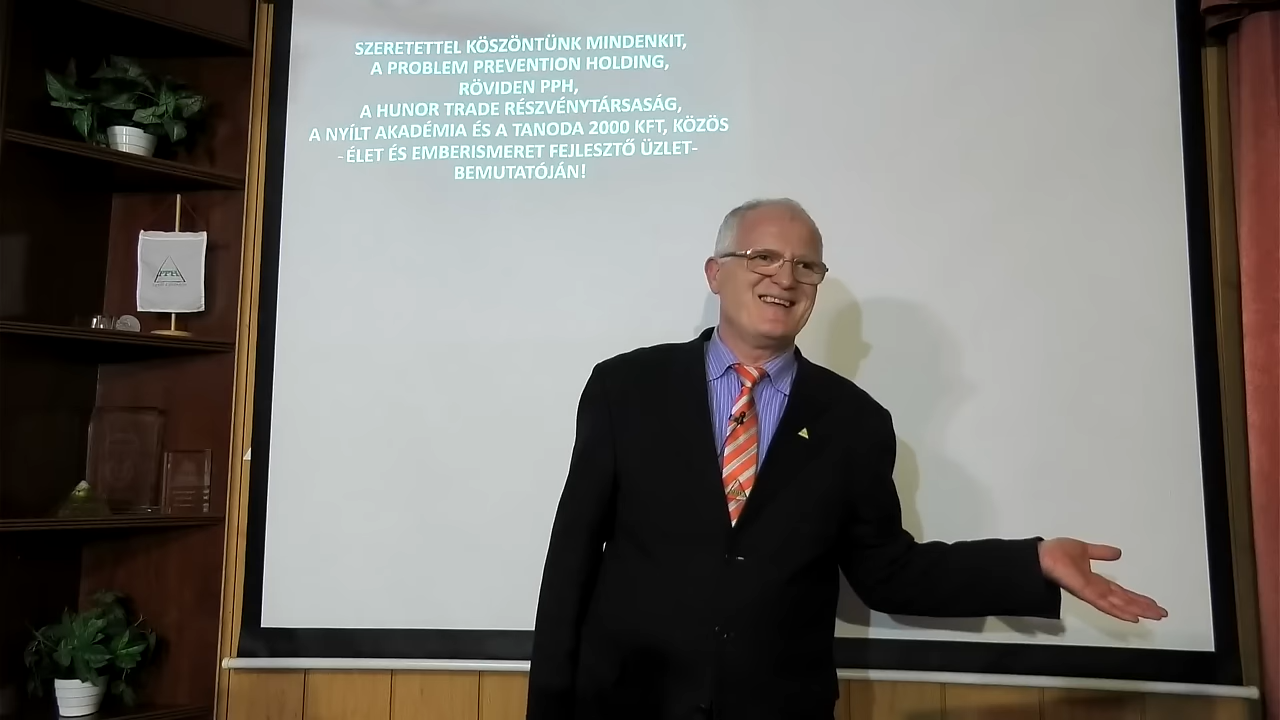 SZERETETTEL KÖSZÖNTÜNK MINDENKIT,
A PROBLEM PREVENTION HOLDING,
RÖVIDEN PPH,
A HUNOR TRADE RÉSZVÉNYTÁRSASÁG,
A NYÍLT AKADÉMIA ÉS A TANODA 2000 KFT, KÖZÖS
-ÉLET ÉS EMBERISMERET FEJLESZTŐ ÜZLET-
BEMUTATÓJÁN!
PPH